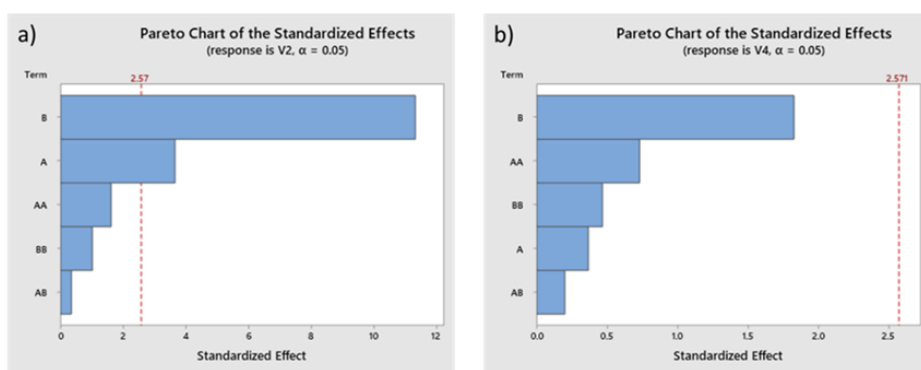 a)
Pareto Chart of the Standardized Effects
(response is V2, α = 0.05)
Term
2.57
B
A
AA
BB
AB
0 2 4 6 8 10 12
Standardized Effect
b)
Pareto Chart of the Standardized Effects
(response is V4, α = 0.05)
Term
2.571
B
AA
BB
A
AB
0.0 0.5 1.0 1.5 2.0 2.5
Standardized Effect